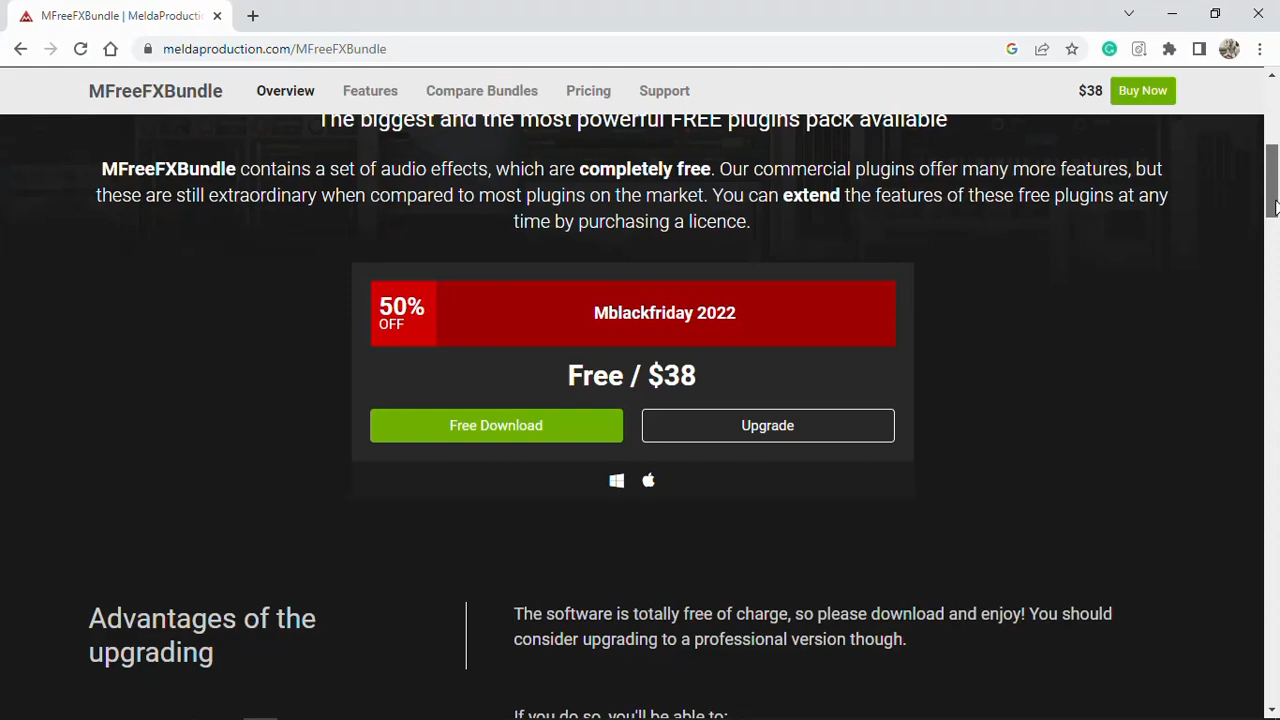 MFreeFXBundle | MeldaProducti
meldaproduction.com/MFreeFXBundle
MFreeFXBundle Overview Features Compare Bundles Pricing Support $38 Buy Now
The biggest and the most powerful FREE plugins pack available
MFreeFXBundle contains a set of audio effects, which are completely free. Our commercial plugins offer many more features, but
these are still extraordinary when compared to most plugins on the market. You can extend the features of these free plugins at any
time by purchasing a licence.
50%
OFF
Mblackfriday 2022
Free / $38
Free Download Upgrade
Advantages of the
upgrading
The software is totally free of charge, so please download and enjoy! You should
consider upgrading to a professional version though.
If you do so, you'll be able to: